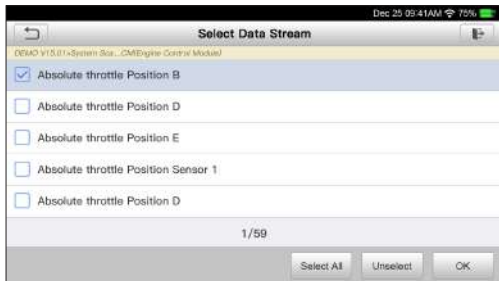 Dec 25 09:41AM 75%
Select Data Stream
DEMO V15.01>System Sca...CM(Engine Control Module)
Absolute throttle Position B
Absolute throttle Position D
Absolute throttle Position E
Absolute throttle Position Sensor 1
Absolute throttle Position D
1/59
Select All Unselect OK